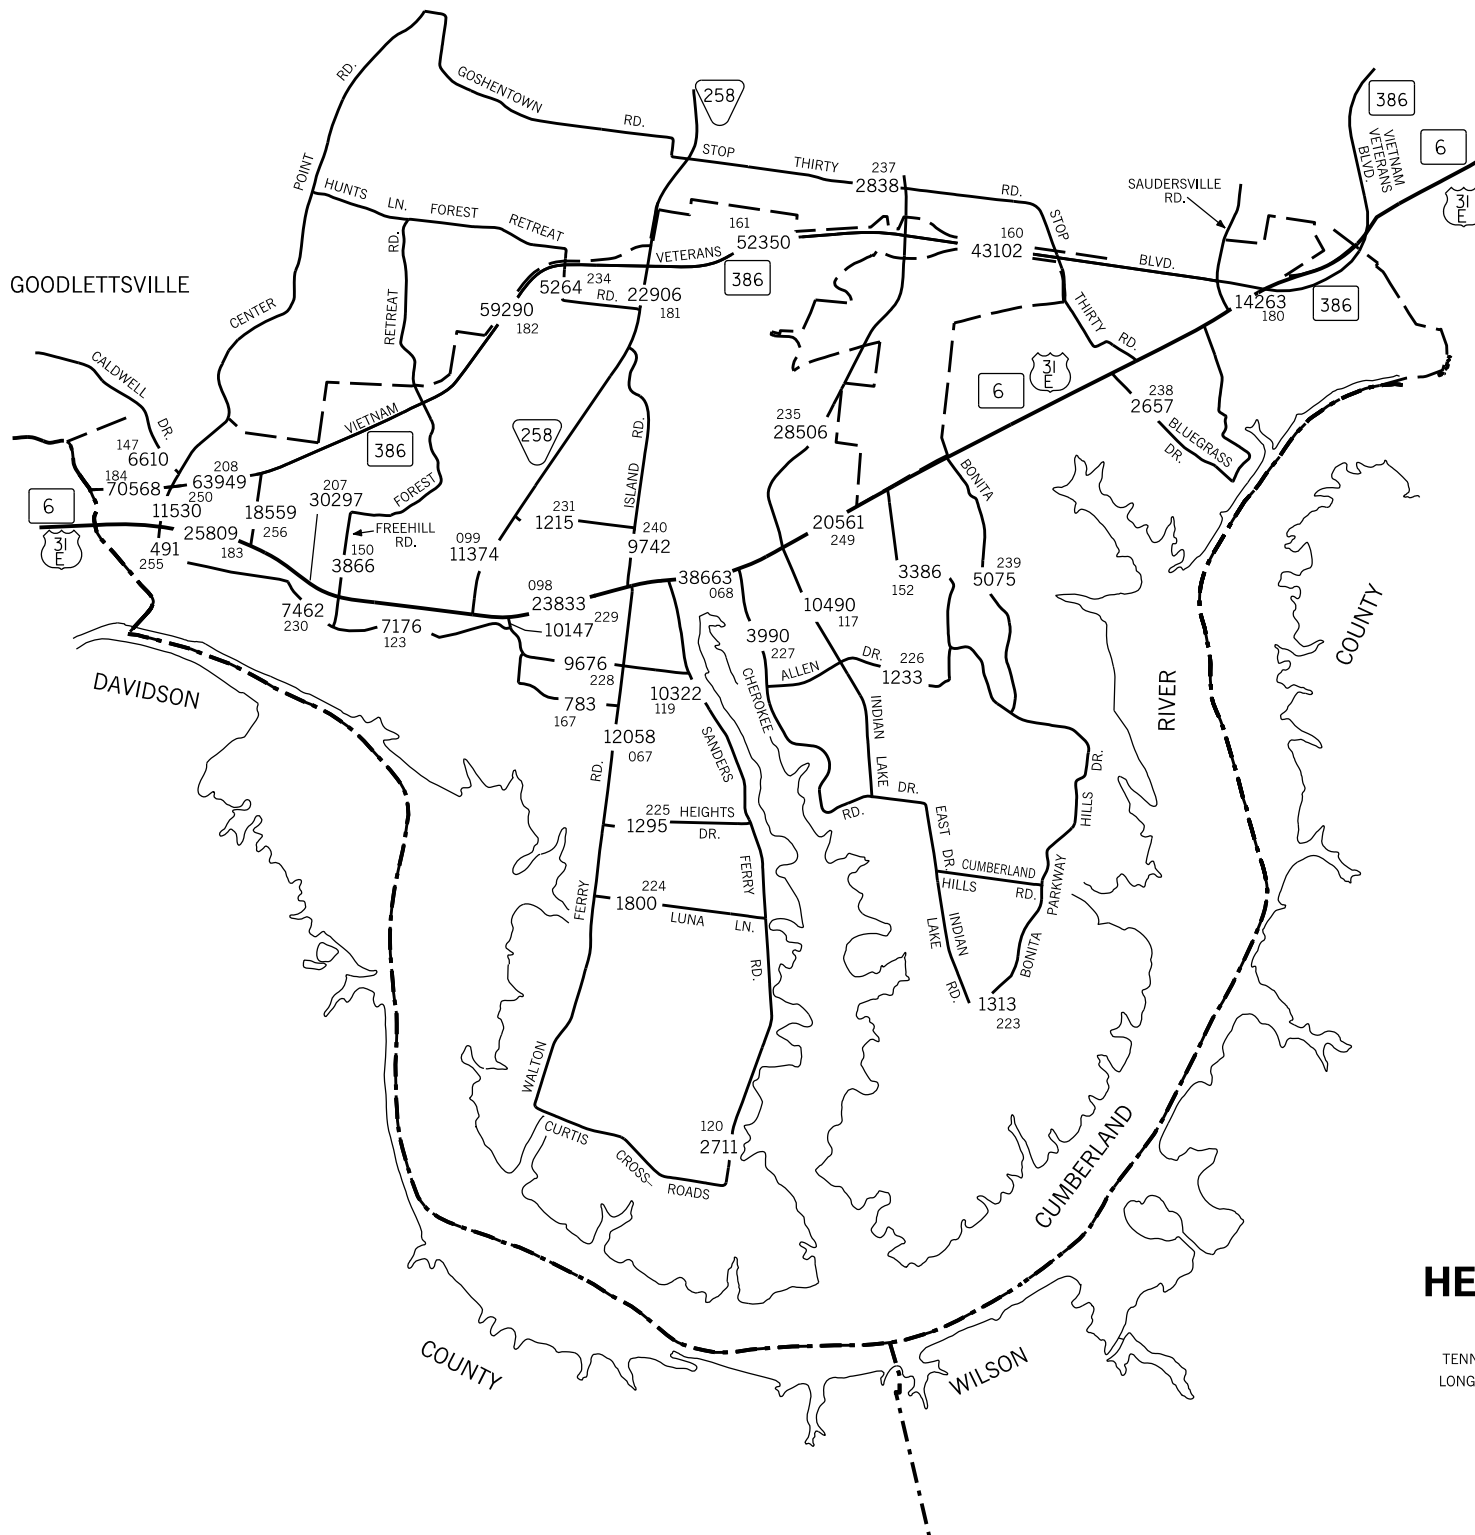 RD.
GOSHENTOWN
RD.
258
STOP
THIRTY
237
2838
RD.
STOP
386
VIETNAM
VETERANS
BLVD.
6
31
E
SAUDERSVILLE
RD.
POINT
HUNTS
LN.
FOREST
RETREAT
RD.
161
52350
160
43102
VETERANS
386
BLVD.
GOODLETTSVILLE
5264
234
RD.
22906
181
59290
182
14263
180
386
CENTER
RETREAT
THIRTY
RD.
CALDWELL
DR.
31
E
6
238
2657
BLUEGRASS
DR.
VIETNAM
386
258
ISLAND
RD.
235
28506
BONITA
147
6610
208
63949
184
70568
250
11530
207
30297
FOREST
6
31
E
18559
256
25809
183
491
255
FREEHILL
RD.
150
3866
231
1215
099
11374
240
9742
20561
249
38663
068
3386
152
239
5075
098
23833
229
10147
10490
117
7462
230
7176
123
3990
227
ALLEN
DR.
226
1233
9676
228
783
167
10322
119
CHEROKEE
INDIAN
LAKE
DR.
RD.
RIVER
COUNTY
DAVIDSON
12058
067
SANDERS
RD.
225
HEIGHTS
1295
DR.
EAST
DR.
HILLS
DR.
CUMBERLAND
HILLS
RD.
PARKWAY
FERRY
FERRY
224
1800
LUNA
LN.
RD.
INDIAN
LAKE
RD.
BONITA
1313
223
WALTON
CURTIS
CROSS-
ROADS
120
2711
CUMBERLAND
HE
COUNTY
WILSON
TENN
LONG